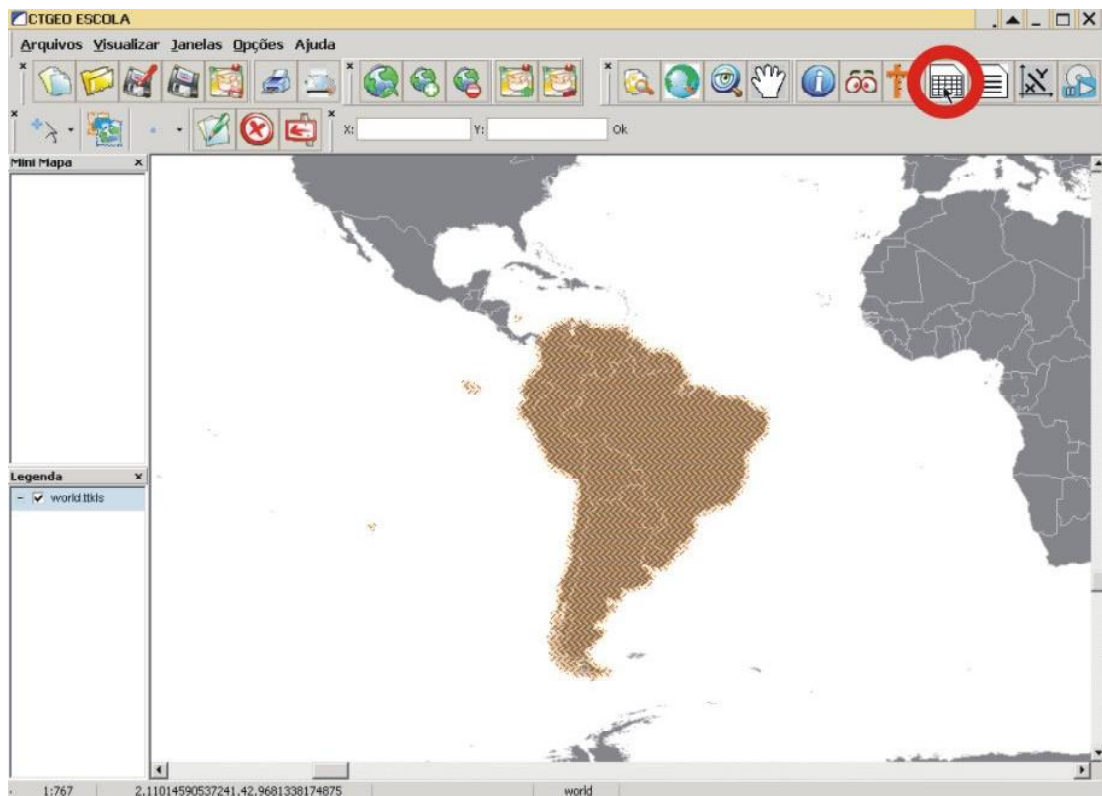 CTGEO ESCOLA
Arquivos Visualizar Janelas Opções Ajuda
X: Y: Ok
Mini Mapa
Legenda
world.ttkls
1:767 2,11014590537241,42,9681338174875 world